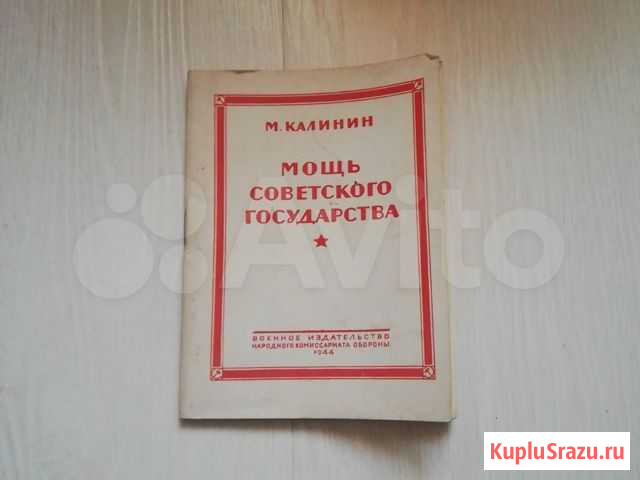 М. КАЛИНИН
МОЩЬ
СОВЕТСКОГО
ГОСУДАРСТВА
ВОЕННОЕ ИЗДАТЕЛЬСТВО
НАРОДНОГО КОМИССАРИАТА ОБОРОНЫ
1944
Avito
KupluSrazu.ru